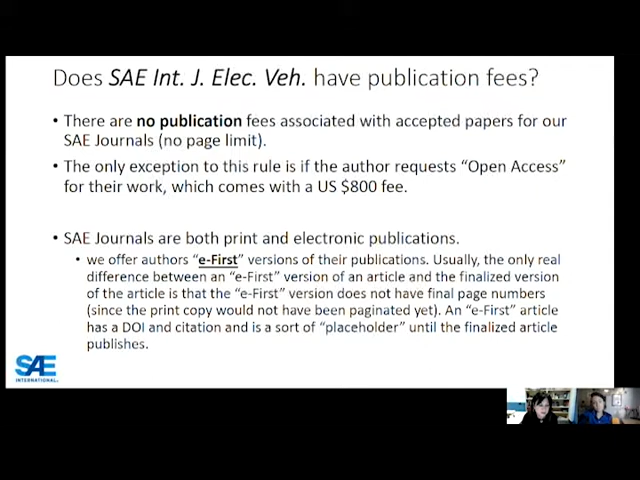 Does SAE Int. J. Elec. Veh. have publication fees?
• There are no publication fees associated with accepted papers for our
SAE Journals (no page limit).
• The only exception to this rule is if the author requests “Open Access”
for their work, which comes with a US $800 fee.
• SAE Journals are both print and electronic publications.
• we offer authors “e-First” versions of their publications. Usually, the only real
difference between an “e-First” version of an article and the finalized version
of the article is that the “e-First” version does not have final page numbers
(since the print copy would not have been paginated yet). An “e-First” article
has a DOI and citation and is a sort of “placeholder” until the finalized article
publishes.
SAE
INTERNATIONAL